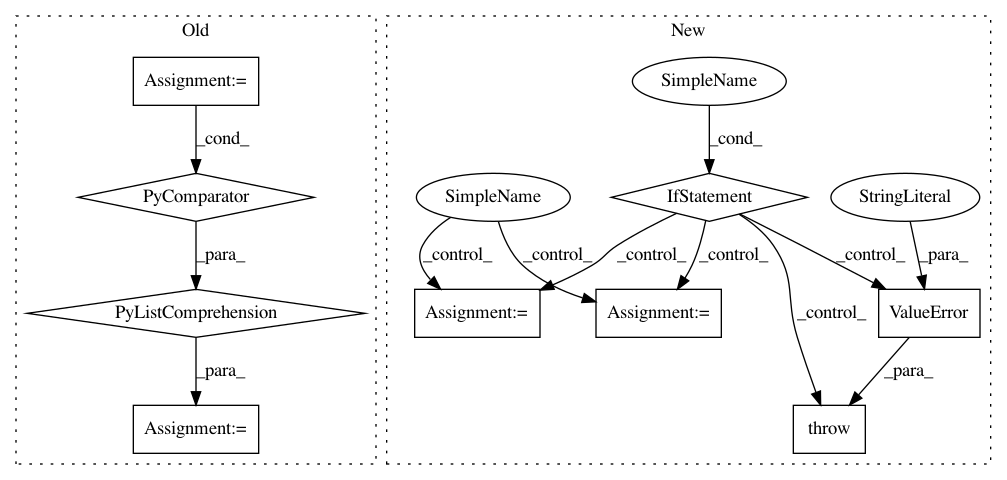 Old
New
Assignment:=
SimpleName
_cond_
_cond_
PyComparator
SimpleName
IfStatement
StringLiteral
_para_
_control_
_control_
_control_
_control_
_control_
_para_
PyListComprehension
Assignment:=
Assignment:=
ValueError
_control_
_para_
_para_
Assignment:=
throw